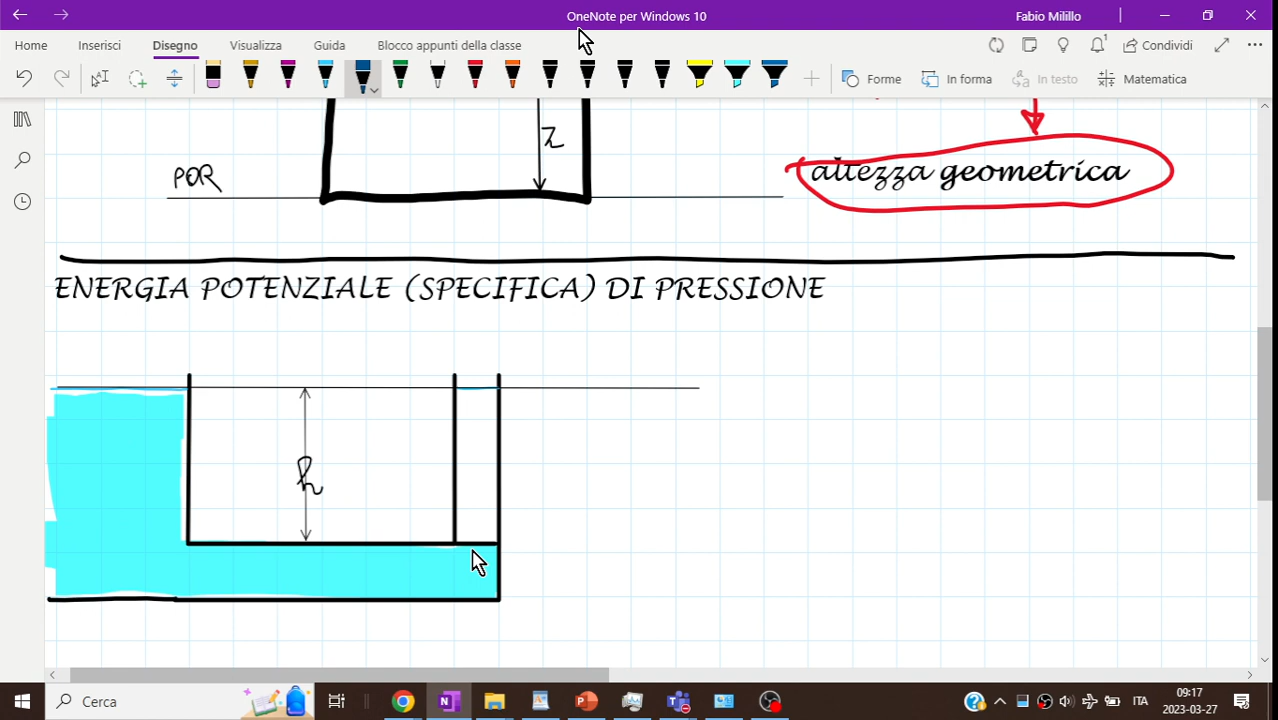 OneNote per Windows 10
Fabio Milillo
Home Inserisci Disegno Visualizza Guida Blocco appunti della classe Condividi
Forme In forma In testo Matematica
z
POR
altezza geometrica
ENERGIA POTENZIALE (SPECIFICA) DI PRESSIONE
h
Cerca
ITA
09:17
2023-03-27